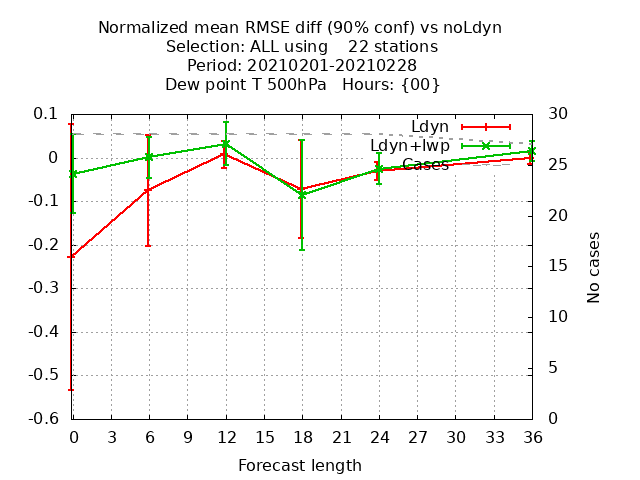 Normalized mean RMSE diff (90% conf) vs noLdyn
Selection: ALL using    22 stations
Period: 20210201-20210228
Dew point T 500hPa   Hours: {00}
0.1
0
-0.1
-0.2
-0.3
-0.4
-0.5
-0.6
Ldyn
Ldyn+lwp
Cases
30
25
20
15
10
5
0
No cases
0 3 6 9 12 15 18 21 24 27 30 33 36
Forecast length